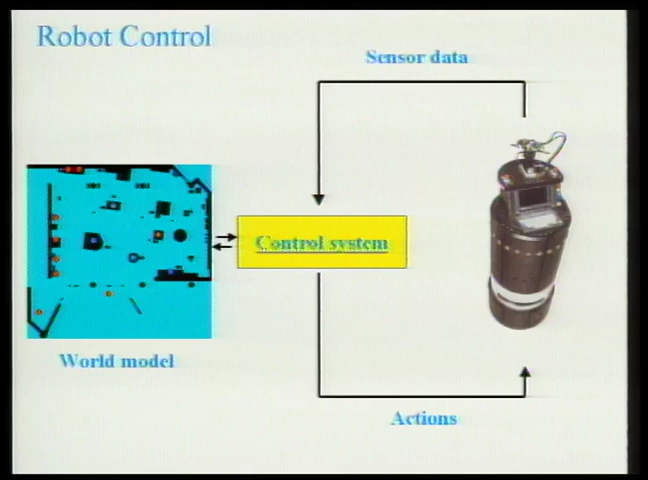 Robot Control
Sensor data
Control system
World model
Actions